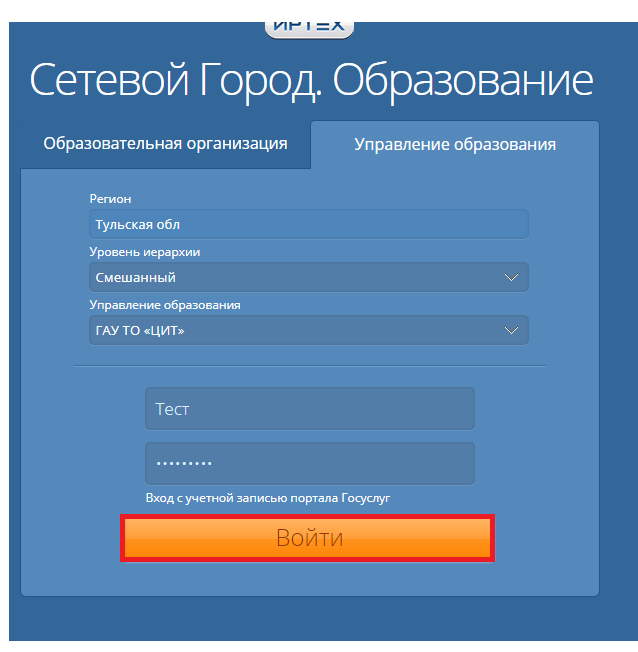 ИРТЕХ
Сетевой Город. Образование
Образовательная организация
Управление образования
Регион
Тульская обл
Уровень иерархии
Смешанный
Управление образования
ГАУ ТО «ЦИТ»
Тест
•••••••••
Вход с учетной записью портала Госуслуг
Войти